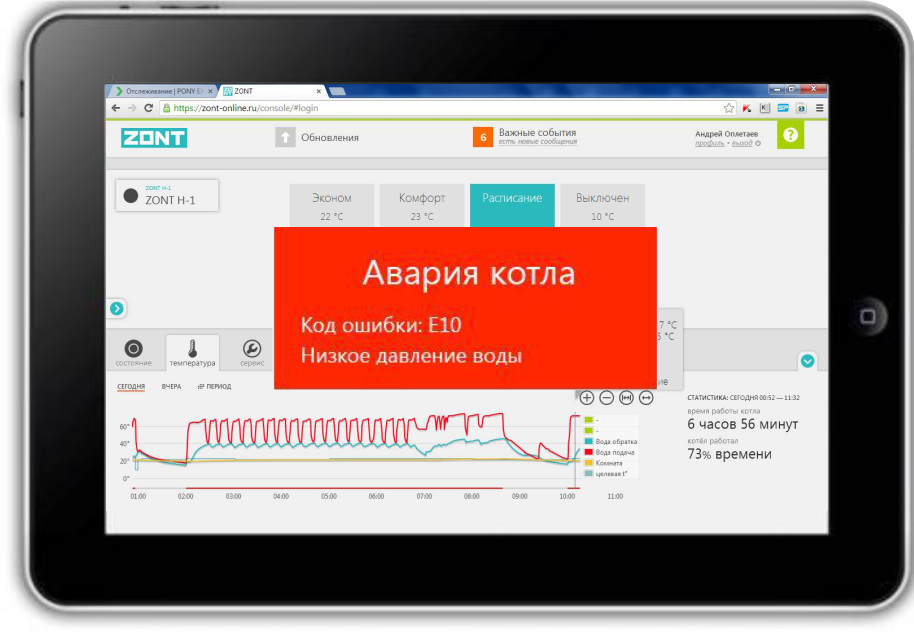 Отслеживание | PONY E
ZONT
https://zont-online.ru/console/#login
ZONT
Обновления
6
Важные события
есть новые сообщения
Андрей Оплетаев
профиль • выход
?
ZONT H-1
ZONT H-1
Эконом
22 °C
Комфорт
23 °C
Расписание
Выключен
10 °C
Авария котла
Код ошибки: E10
Низкое давление воды
состояние
температура
сервис
СЕГОДНЯ
ВЧЕРА
ПЕРИОД
60°
40°
20°
0°
01:00
02:00
03:00
04:00
05:00
06:00
07:00
08:00
09:00
10:00
11:00
-
-
Вода обратка
Вода подача
Комната
целевая t°
СТАТИСТИКА: СЕГОДНЯ 00:52 — 11:32
время работы котла
6 часов 56 минут
котёл работал
73% времени